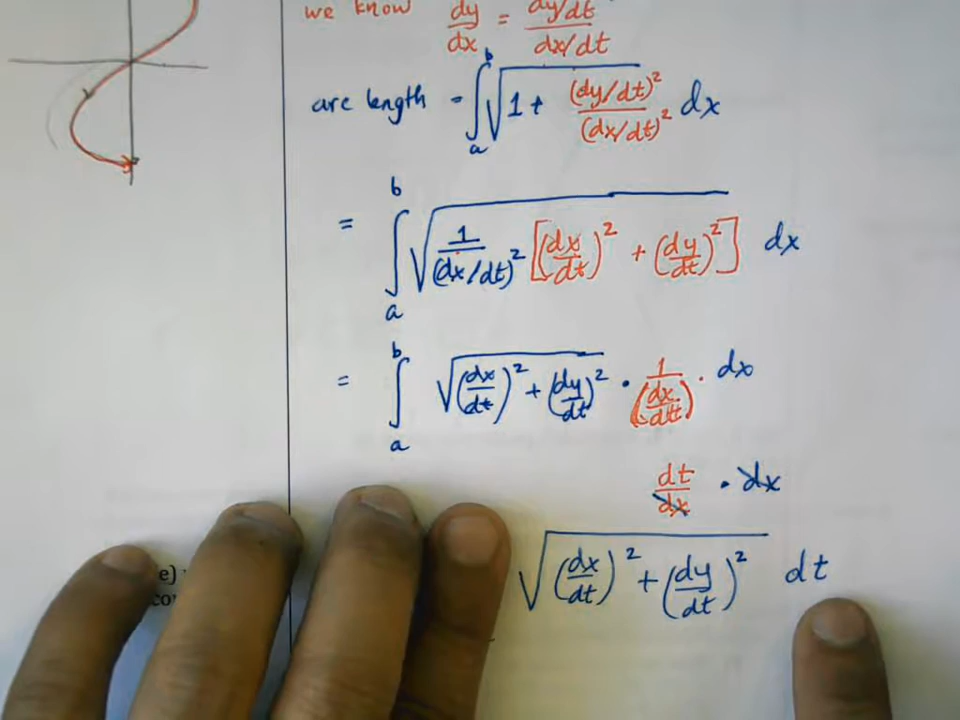 we know dy/dx = dy/dt / dx/dt
arc length = ∫_a^b √(1 + (dy/dt)²/(dx/dt)²) dx
= ∫_a^b √(1/(dx/dt)² [(dx/dt)² + (dy/dt)²]) dx
= ∫_a^b √((dx/dt)² + (dy/dt)²) · 1/(dx/dt) · dx
dt/dx · dx
√((dx/dt)² + (dy/dt)²) dt
e)